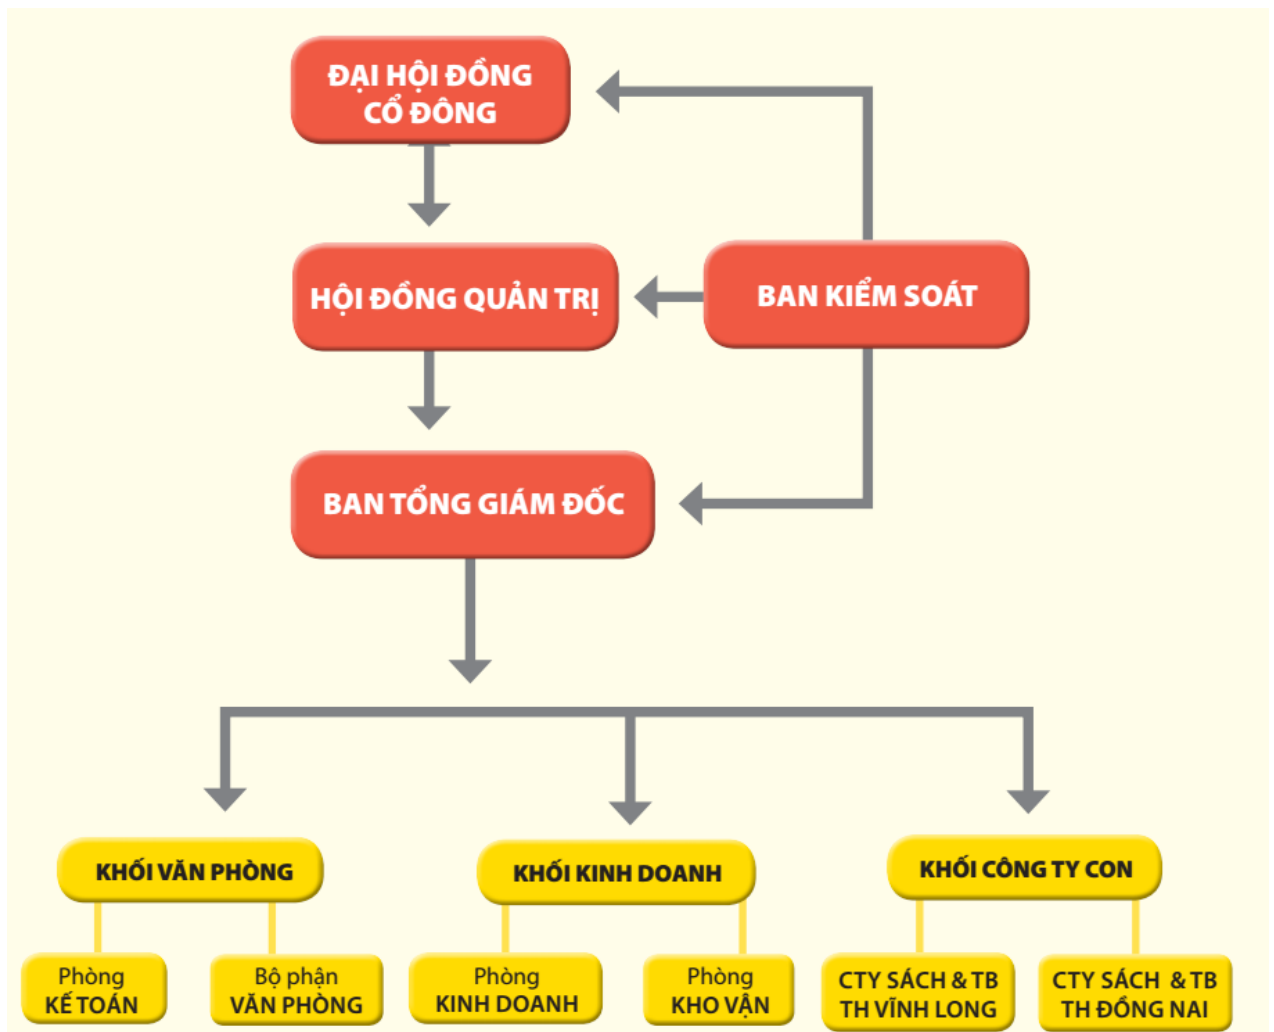 ĐẠI HỘI ĐỒNG
CỔ ĐÔNG
HỘI ĐỒNG QUẢN TRỊ
BAN KIỂM SOÁT
BAN TỔNG GIÁM ĐỐC
KHỐI VĂN PHÒNG
KHỐI KINH DOANH
KHỐI CÔNG TY CON
Phòng
KẾ TOÁN
Bộ phận
VĂN PHÒNG
Phòng
KINH DOANH
Phòng
KHO VẬN
CTY SÁCH & TB
TH VĨNH LONG
CTY SÁCH & TB
TH ĐỒNG NAI